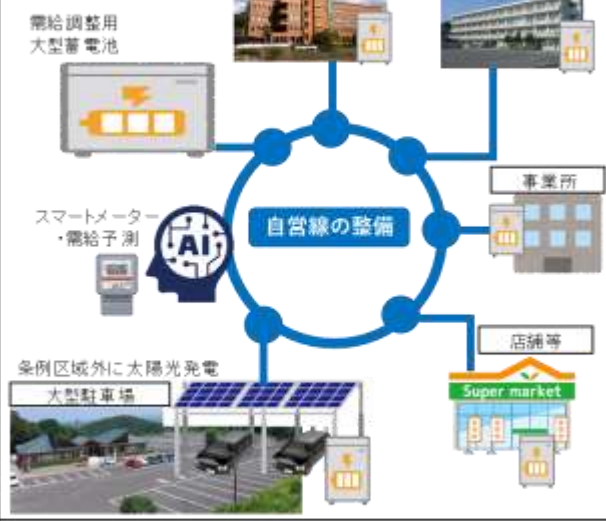 需給調整用
大型蓄電池
事業所
スマートメーター
・需給予測
AI
自営線の整備
店舗等
条例区域外に太陽光発電
大型駐車場
Super market